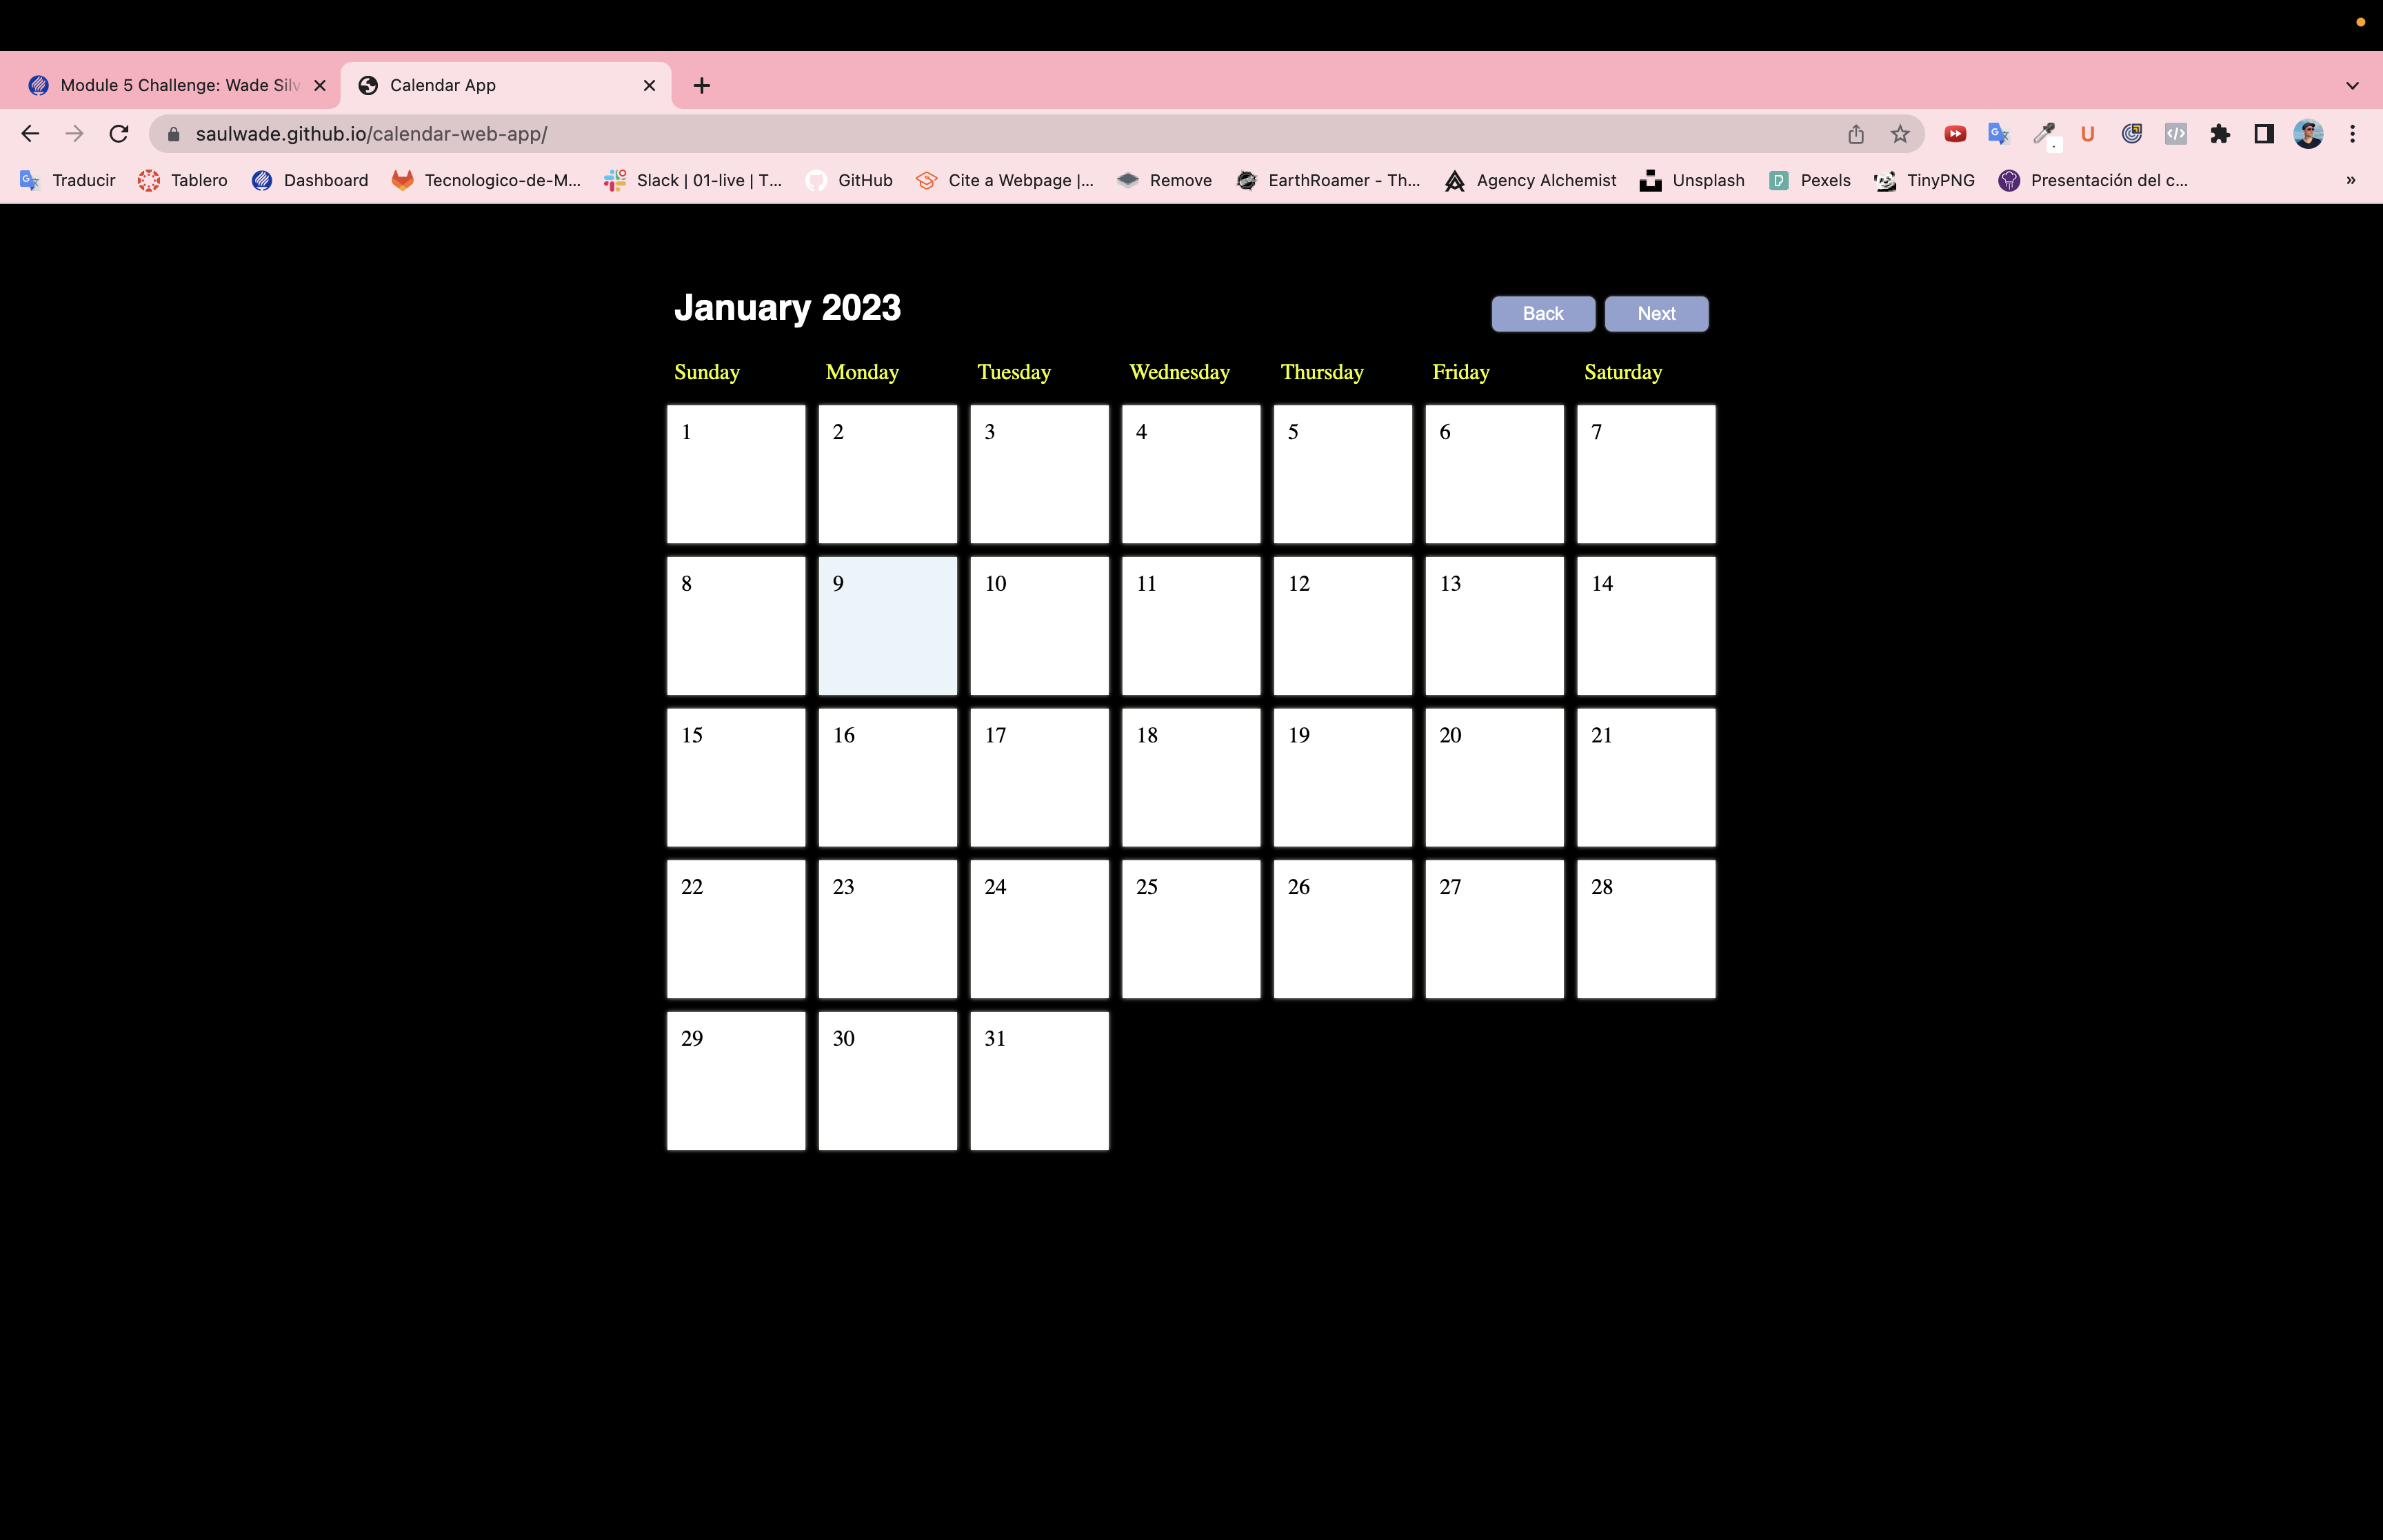 Module 5 Challenge: Wade Silv
Calendar App
saulwade.github.io/calendar-web-app/
Traducir Tablero Dashboard Tecnologico-de-M... Slack | 01-live | T... GitHub Cite a Webpage |... Remove EarthRoamer - Th... Agency Alchemist Unsplash Pexels TinyPNG Presentación del c... »
January 2023
Back Next
Sunday Monday Tuesday Wednesday Thursday Friday Saturday
1 2 3 4 5 6 7
8 9 10 11 12 13 14
15 16 17 18 19 20 21
22 23 24 25 26 27 28
29 30 31